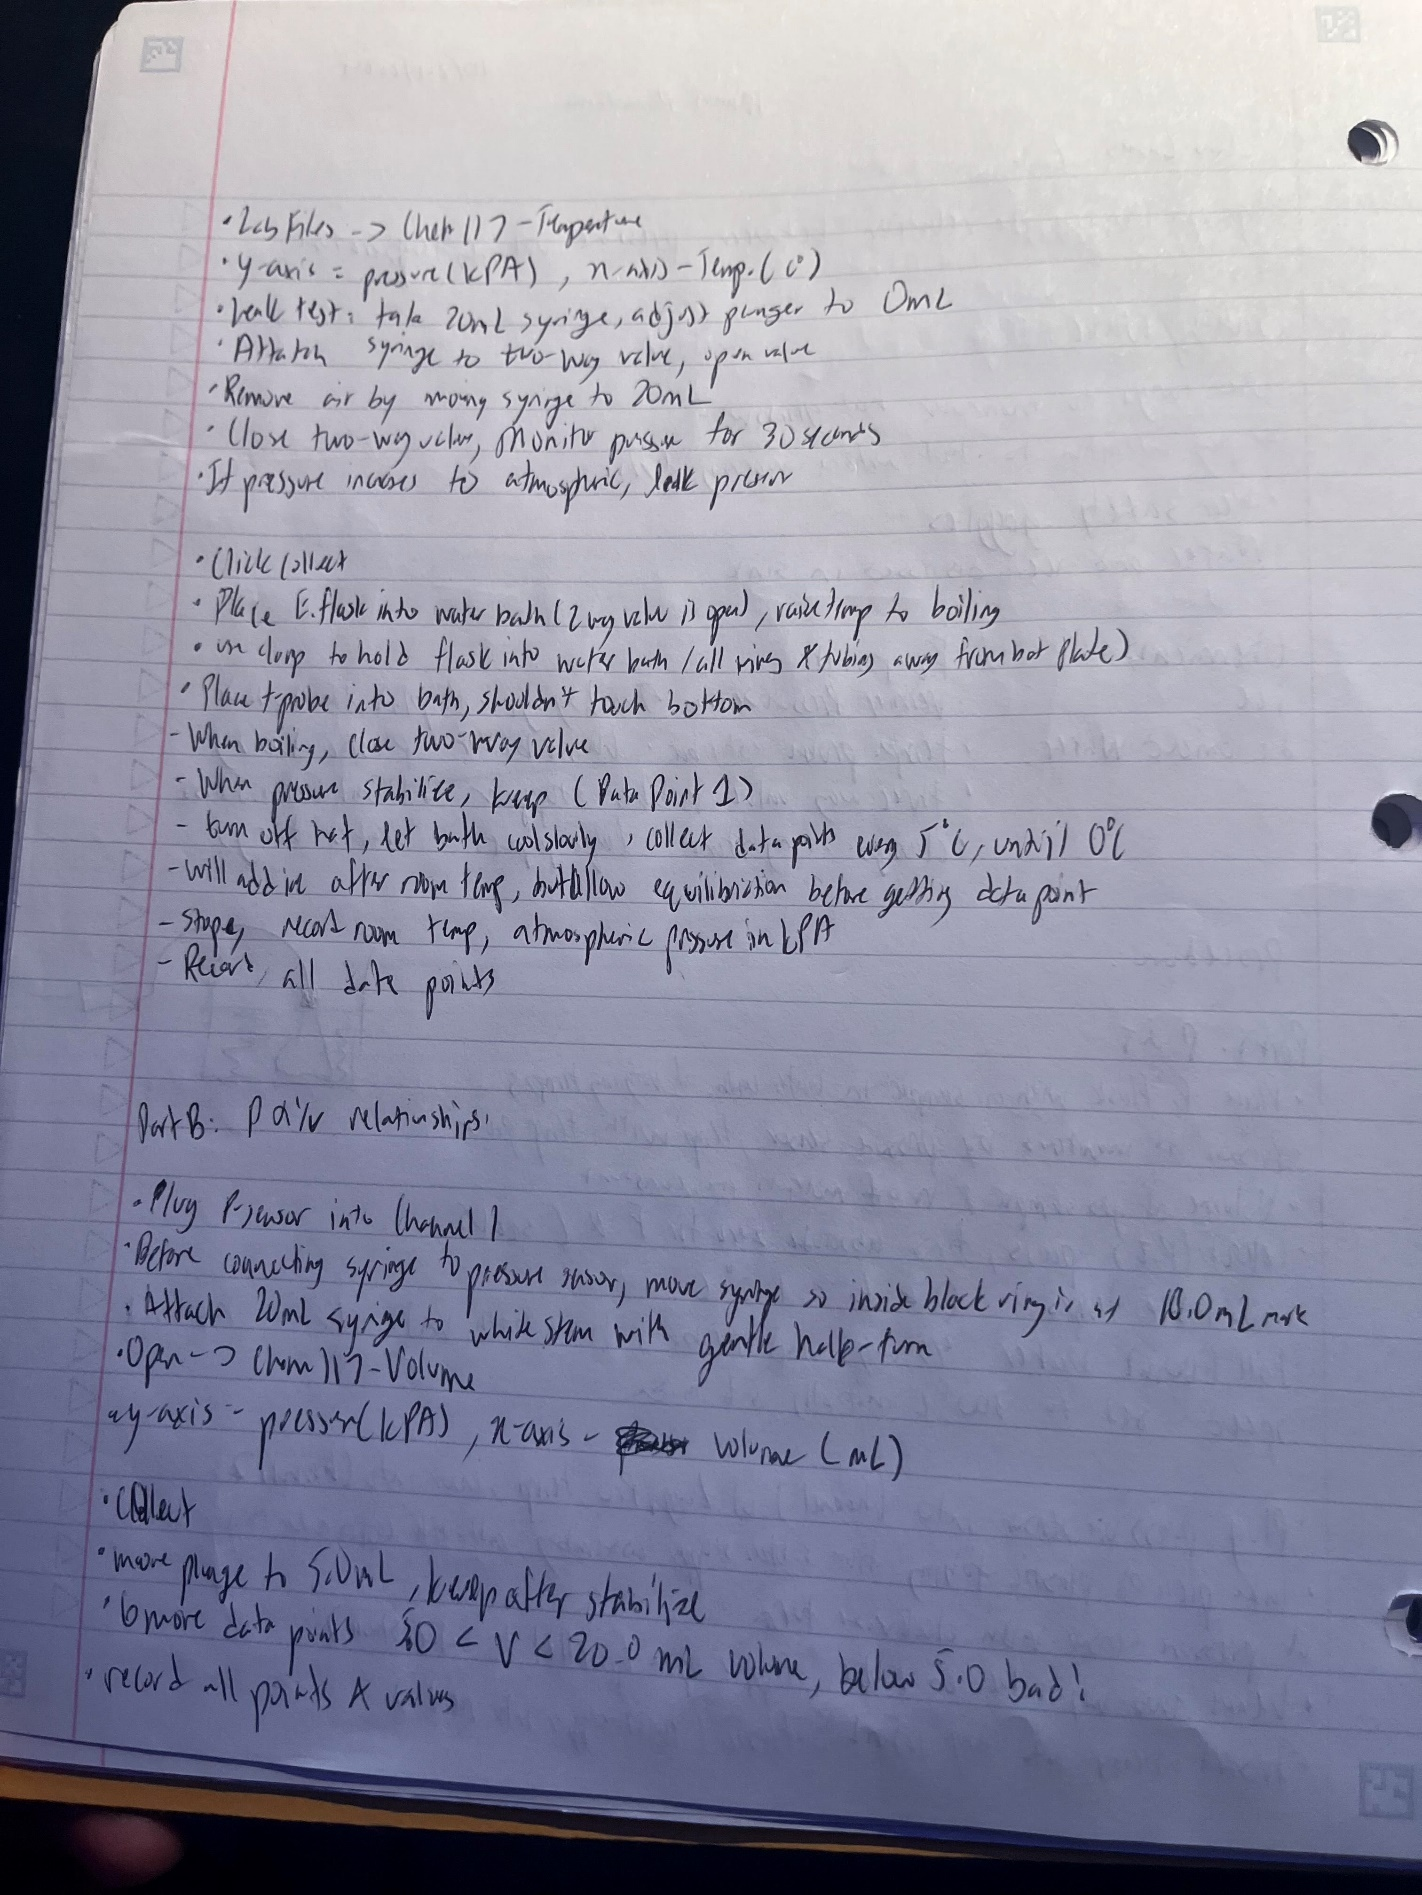 · Lab Files -> Chem 117 - Temperature
· y-axis = pressure (kPA), x-axis - Temp. (C°)
· Leak test: take 20mL syringe, adjust plunger to 0mL
· Attatch syringe to two-way valve, open valve
· Remove air by moving syringe to 20mL
· Close two-way valve, monitor pressure for 30 seconds
· If pressure increases to atmospheric, leak present
· Click collect
· Place E. flask into water bath (2 way valve is open), raise temp to boiling
· use clamp to hold flask into water bath (all wires & tubing away from hot plate)
· Place t-probe into bath, shouldn't touch bottom
- When boiling, close two-way valve
- When pressure stabilize, keep (Data Point 1)
- turn off heat, let bath cool slowly, collect data points every 5°C, until 0°C
- will add ice after room temp, but allow equilibriation before getting data point
- Stop, record room temp, atmospheric pressure in kPA
- Record all data points
Part B: P α 1/v relationships:
· Plug P-sensor into Channel 1
· Before connecting syringe to pressure sensor, move syringe so inside black ring is at 10.0mL mark
· Attach 20mL syringe to white stem with gentle half-turn
· Open -> Chem 117 - Volume
· y-axis - pressure (kPA), x-axis - volume (mL)
· Collect
· move plunge to 5.0mL, keep after stabilize
· 6 more data points 5.0 < V < 20.0 mL volume, below 5.0 bad!
· record all points & values